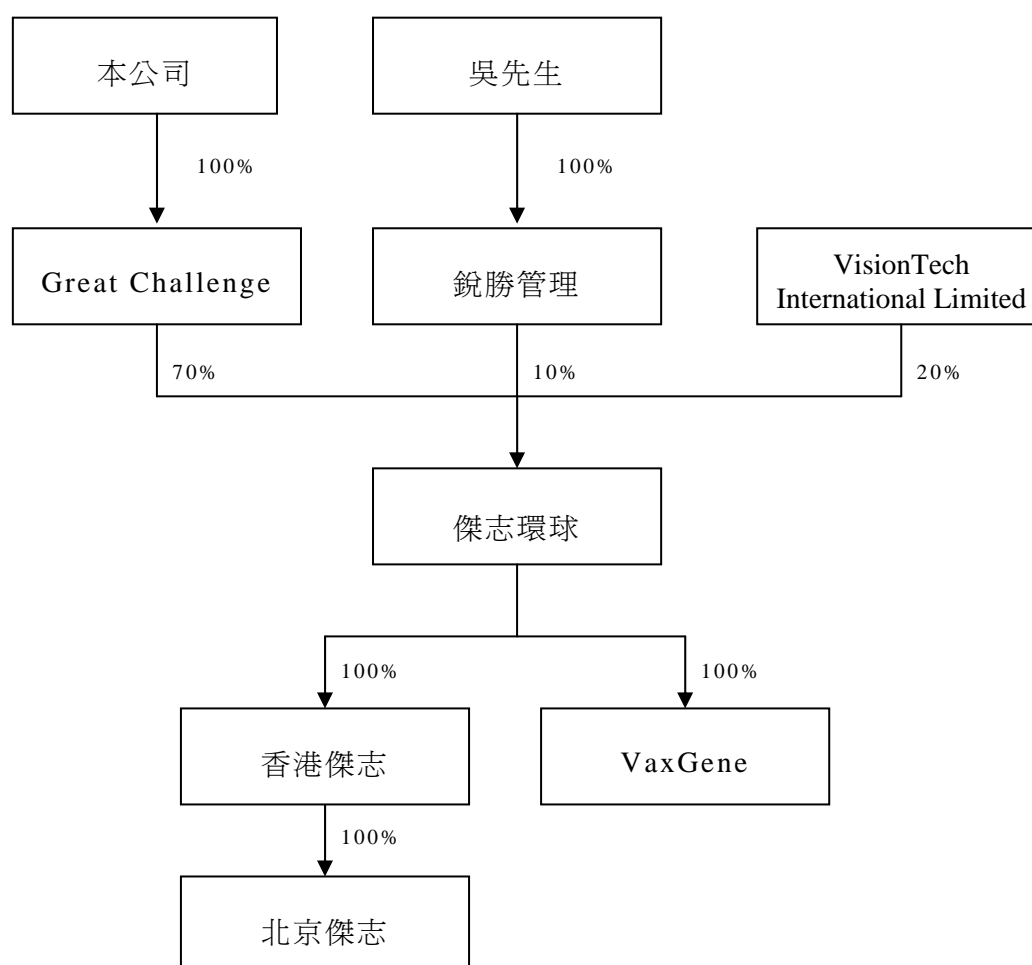 本公司
吳先生
100%
100%
Great Challenge
銳勝管理
VisionTech
International Limited
70%
10%
20%
傑志環球
100%
100%
香港傑志
VaxGene
100%
北京傑志